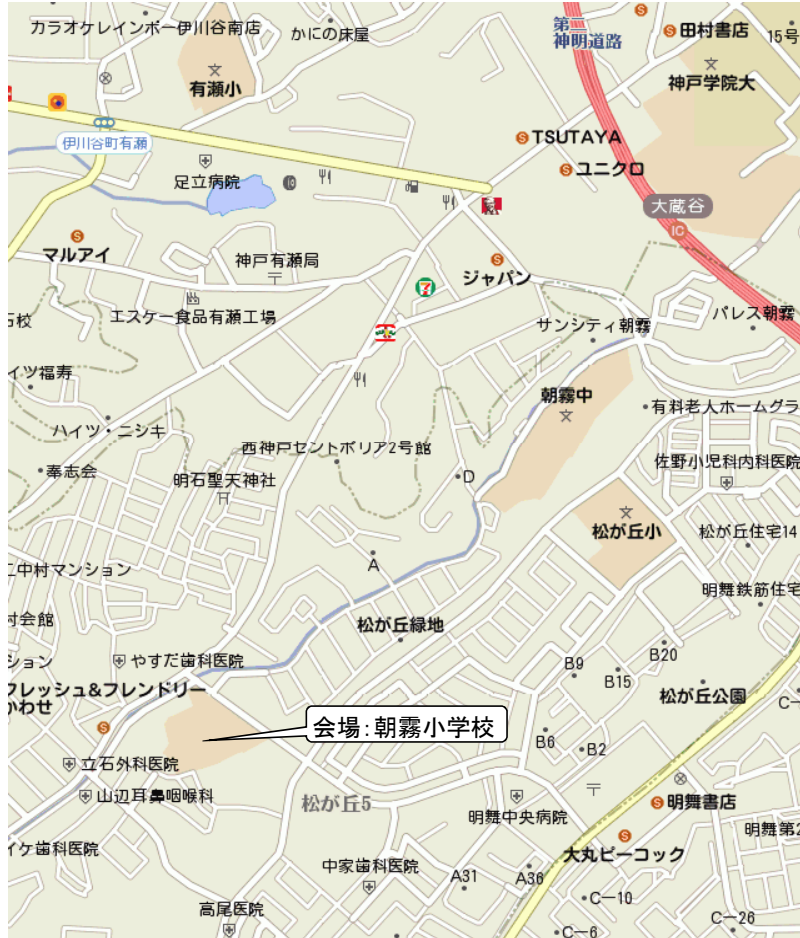 カラオケレインボー伊川谷南店
かにの床屋
第二
神明道路
田村書店
15号
有瀬小
神戸学院大
伊川谷町有瀬
TSUTAYA
ユニクロ
足立病院
大蔵谷
IC
マルアイ
神戸有瀬局
ジャパン
7
エスケー食品有瀬工場
サンシティ朝霧
パレス朝霧
石校
イツ福寿
朝霧中
有料老人ホームグラ
ハイツ・ニシキ
西神戸セントポリア2号館
佐野小児科内科医院
奉志会
明石聖天神社
D
松が丘小
松が丘住宅14
A
二中村マンション
明舞鉄筋住宅
村会館
松が丘緑地
ション
やすだ歯科医院
B9
B15
B20
フレッシュ&フレンドリー
かわせ
松が丘公園
C-
会場:朝霧小学校
B6
B2
立石外科医院
山辺耳鼻咽喉科
松が丘5
明舞中央病院
明舞書店
明舞第2
イケ歯科医院
大丸ピーコック
中家歯科医院
A31
A36
C-10
高尾医院
C-26
C-6